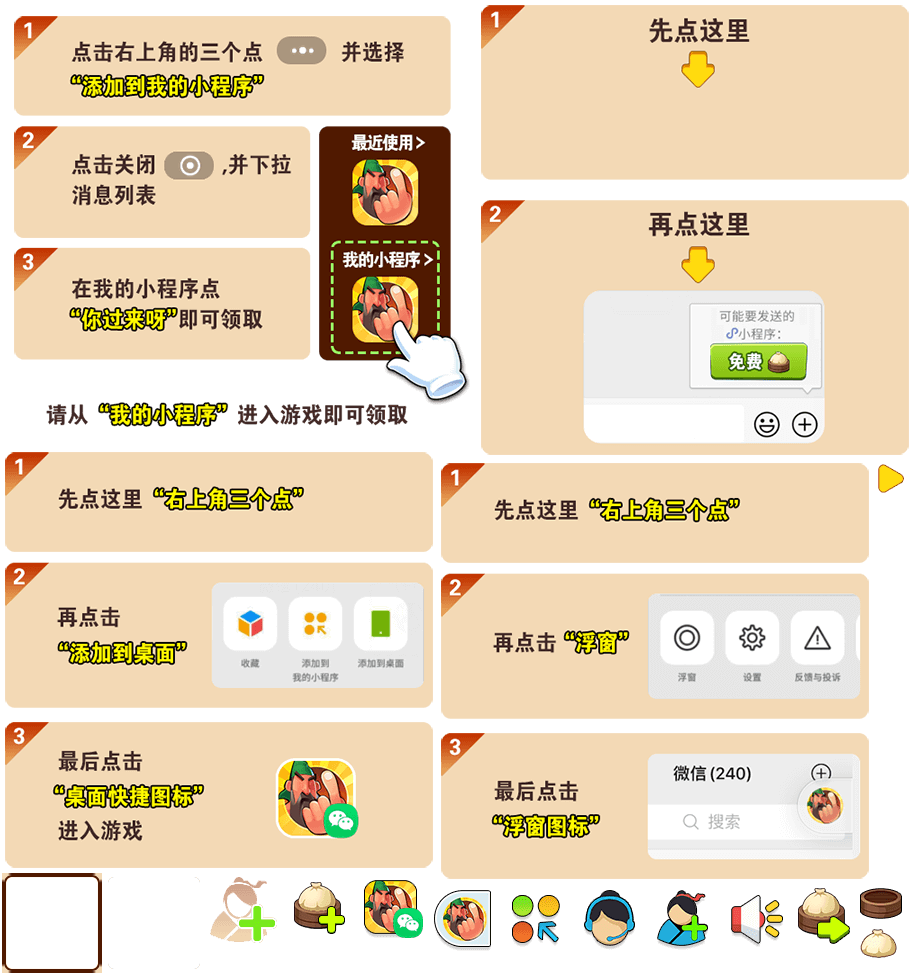 1
点击右上角的三个点 并选择
“添加到我的小程序”
2
点击关闭 ,并下拉
消息列表
3
在我的小程序点
“你过来呀”即可领取
最近使用>
我的小程序>
请从“我的小程序”进入游戏即可领取
1
先点这里
2
再点这里
可能要发送的
小程序:
免费
1
先点这里“右上角三个点”
2
再点击
“添加到桌面”
收藏
添加到
我的小程序
添加到桌面
3
最后点击
“桌面快捷图标”
进入游戏
1
先点这里“右上角三个点”
2
再点击“浮窗”
浮窗
设置
反馈与投诉
3
最后点击
“浮窗图标”
微信(240)
搜索